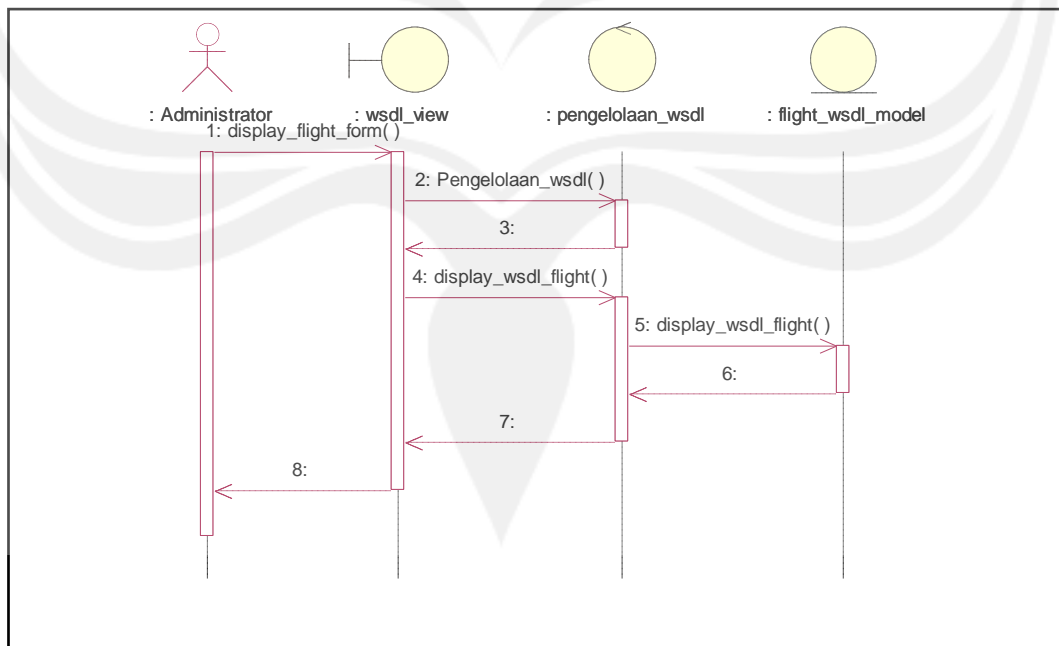 : Administrator
: wsdl_view
: pengelolaan_wsdl
: flight_wsdl_model
1: display_flight_form( )
2: Pengelolaan_wsdl( )
3:
4: display_wsdl_flight( )
5: display_wsdl_flight( )
6:
7:
8: